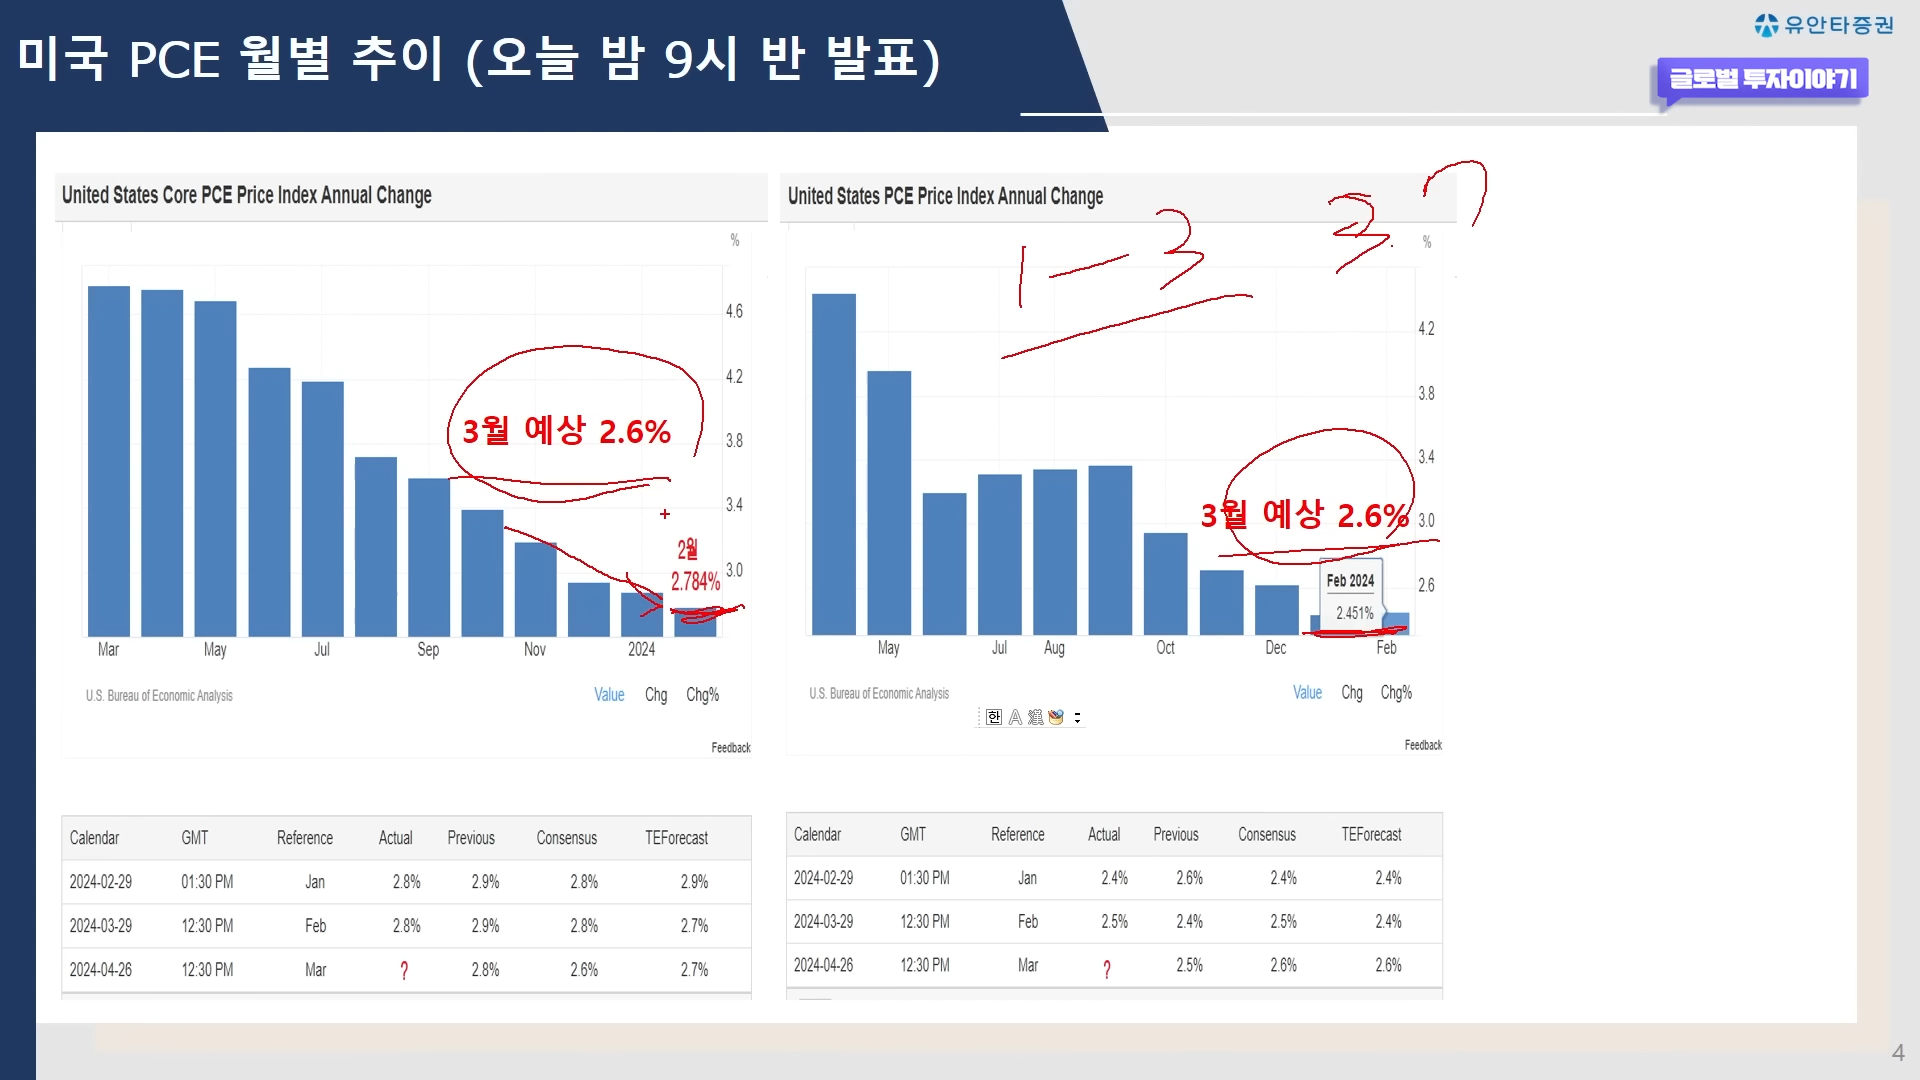 미국 PCE 월별 추이 (오늘 밤 9시 반 발표)
유안타증권
글로벌 투자이야기
United States Core PCE Price Index Annual Change
%
4.6
4.2
3.8
3.4
3.0
3월 예상 2.6%
2월
2.784%
Mar May Jul Sep Nov 2024
U.S. Bureau of Economic Analysis
Value Chg Chg%
Feedback
United States PCE Price Index Annual Change
1 – 3
3
%
4.2
3.8
3.4
3.0
2.6
3월 예상 2.6%
Feb 2024
2.451%
May Jul Aug Oct Dec Feb
U.S. Bureau of Economic Analysis
Value Chg Chg%
한 A 漢
Feedback
Calendar GMT Reference Actual Previous Consensus TEForecast
2024-02-29 01:30 PM Jan 2.8% 2.9% 2.8% 2.9%
2024-03-29 12:30 PM Feb 2.8% 2.9% 2.8% 2.7%
2024-04-26 12:30 PM Mar ? 2.8% 2.6% 2.7%
Calendar GMT Reference Actual Previous Consensus TEForecast
2024-02-29 01:30 PM Jan 2.4% 2.6% 2.4% 2.4%
2024-03-29 12:30 PM Feb 2.5% 2.4% 2.5% 2.4%
2024-04-26 12:30 PM Mar ? 2.5% 2.6% 2.6%
4